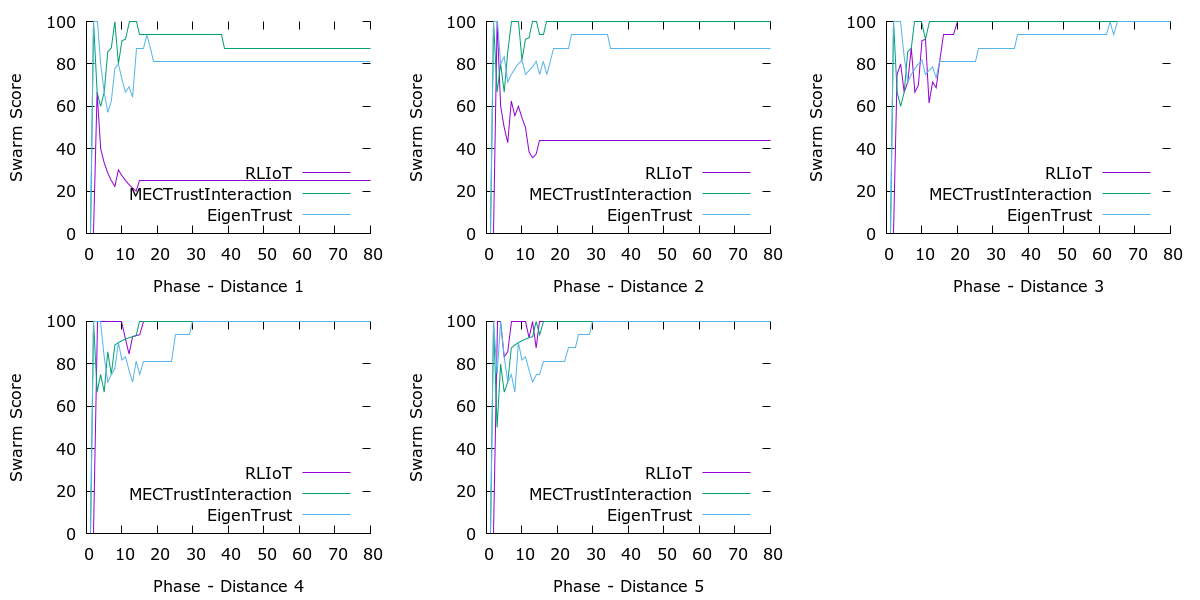 Swarm Score
100
80
60
40
20
0
RLIoT
MECTrustInteraction
EigenTrust
0 10 20 30 40 50 60 70 80
Phase - Distance 1
Swarm Score
100
80
60
40
20
0
RLIoT
MECTrustInteraction
EigenTrust
0 10 20 30 40 50 60 70 80
Phase - Distance 2
Swarm Score
100
80
60
40
20
0
RLIoT
MECTrustInteraction
EigenTrust
0 10 20 30 40 50 60 70 80
Phase - Distance 3
Swarm Score
100
80
60
40
20
0
RLIoT
MECTrustInteraction
EigenTrust
0 10 20 30 40 50 60 70 80
Phase - Distance 4
Swarm Score
100
80
60
40
20
0
RLIoT
MECTrustInteraction
EigenTrust
0 10 20 30 40 50 60 70 80
Phase - Distance 5